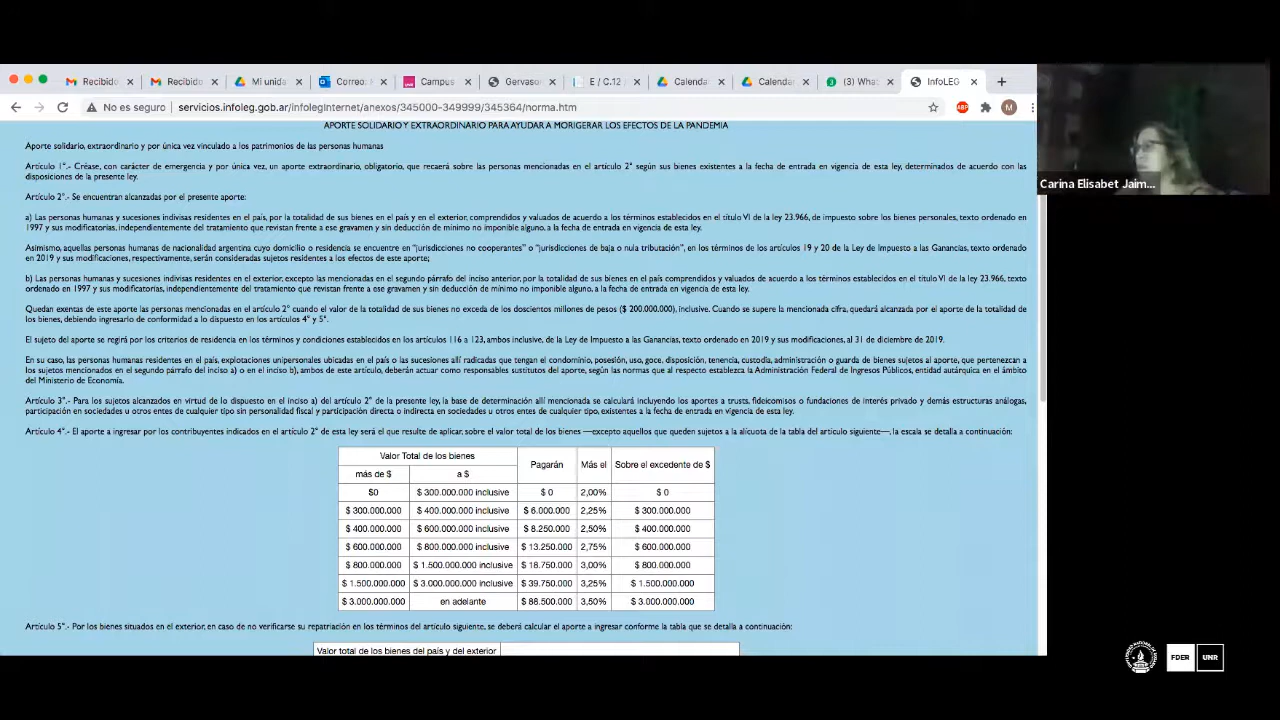 Recibido
Recibido
Mi unida
Correo:
Campus
Gervaso
E / C.12
Calenda
Calendar
(3) Wha
InfoLEG
No es seguro
servicios.infoleg.gob.ar/infolegInternet/anexos/345000-349999/345364/norma.htm
ABP
M
APORTE SOLIDARIO Y EXTRAORDINARIO PARA AYUDAR A MORIGERAR LOS EFECTOS DE LA PANDEMIA
Aporte solidario, extraordinario y por única vez vinculado a los patrimonios de las personas humanas
Artículo 1°.- Créase, con carácter de emergencia y por única vez, un aporte extraordinario, obligatorio, que recaerá sobre las personas mencionadas en el artículo 2° según sus bienes existentes a la fecha de entrada en vigencia de esta ley, determinados de acuerdo con las
disposiciones de la presente ley.
Artículo 2°.- Se encuentran alcanzadas por el presente aporte:
a) Las personas humanas y sucesiones indivisas residentes en el país, por la totalidad de sus bienes en el país y en el exterior, comprendidos y valuados de acuerdo a los términos establecidos en el título VI de la ley 23.966, de impuesto sobre los bienes personales, texto ordenado en
1997 y sus modificatorias, independientemente del tratamiento que revistan frente a ese gravamen y sin deducción de mínimo no imponible alguno, a la fecha de entrada en vigencia de esta ley.
Asimismo, aquellas personas humanas de nacionalidad argentina cuyo domicilio o residencia se encuentre en "jurisdicciones no cooperantes" o "jurisdicciones de baja o nula tributación", en los términos de los artículos 19 y 20 de la Ley de Impuesto a las Ganancias, texto ordenado
en 2019 y sus modificaciones, respectivamente, serán consideradas sujetos residentes a los efectos de este aporte;
b) Las personas humanas y sucesiones indivisas residentes en el exterior, excepto las mencionadas en el segundo párrafo del inciso anterior, por la totalidad de sus bienes en el país comprendidos y valuados de acuerdo a los términos establecidos en el título VI de la ley 23.966, texto
ordenado en 1997 y sus modificatorias, independientemente del tratamiento que revistan frente a ese gravamen y sin deducción de mínimo no imponible alguno, a la fecha de entrada en vigencia de esta ley.
Quedan exentas de este aporte las personas mencionadas en el artículo 2° cuando el valor de la totalidad de sus bienes no exceda de los doscientos millones de pesos ($ 200.000.000), inclusive. Cuando se supere la mencionada cifra, quedará alcanzada por el aporte de la totalidad de
los bienes, debiendo ingresarlo de conformidad a lo dispuesto en los artículos 4° y 5°.
El sujeto del aporte se regirá por los criterios de residencia en los términos y condiciones establecidos en los artículos 116 a 123, ambos inclusive, de la Ley de Impuesto a las Ganancias, texto ordenado en 2019 y sus modificaciones, al 31 de diciembre de 2019.
En su caso, las personas humanas residentes en el país, explotaciones unipersonales ubicadas en el país o las sucesiones allí radicadas que tengan el condominio, posesión, uso, goce, disposición, tenencia, custodia, administración o guarda de bienes sujetos al aporte, que pertenezcan a
los sujetos mencionados en el segundo párrafo del inciso a) o en el inciso b), ambos de este artículo, deberán actuar como responsables sustitutos del aporte, según las normas que al respecto establezca la Administración Federal de Ingresos Públicos, entidad autárquica en el ámbito
del Ministerio de Economía.
Artículo 3°.- Para los sujetos alcanzados en virtud de lo dispuesto en el inciso a) del artículo 2° de la presente ley, la base de determinación allí mencionada se calculará incluyendo los aportes a trusts, fideicomisos o fundaciones de interés privado y demás estructuras análogas,
participación en sociedades u otros entes de cualquier tipo sin personalidad fiscal y participación directa o indirecta en sociedades u otros entes de cualquier tipo, existentes a la fecha de entrada en vigencia de esta ley.
Artículo 4°.- El aporte a ingresar por los contribuyentes indicados en el artículo 2° de esta ley será el que resulte de aplicar, sobre el valor total de los bienes —excepto aquellos que queden sujetos a la alícuota de la tabla del artículo siguiente—, la escala se detalla a continuación:
Valor Total de los bienes Pagarán Más el Sobre el excedente de $
más de $ a $
$0 $ 300.000.000 inclusive $ 0 2,00% $ 0
$ 300.000.000 $ 400.000.000 inclusive $ 6.000.000 2,25% $ 300.000.000
$ 400.000.000 $ 600.000.000 inclusive $ 8.250.000 2,50% $ 400.000.000
$ 600.000.000 $ 800.000.000 inclusive $ 13.250.000 2,75% $ 600.000.000
$ 800.000.000 $ 1.500.000.000 inclusive $ 18.750.000 3,00% $ 800.000.000
$ 1.500.000.000 $ 3.000.000.000 inclusive $ 39.750.000 3,25% $ 1.500.000.000
$ 3.000.000.000 en adelante $ 88.500.000 3,50% $ 3.000.000.000
Artículo 5°.- Por los bienes situados en el exterior, en caso de no verificarse su repatriación en los términos del artículo siguiente, se deberá calcular el aporte a ingresar conforme la tabla que se detalla a continuación:
Valor total de los bienes del país y del exterior
Carina Elisabet Jaim...
FDER
UNR